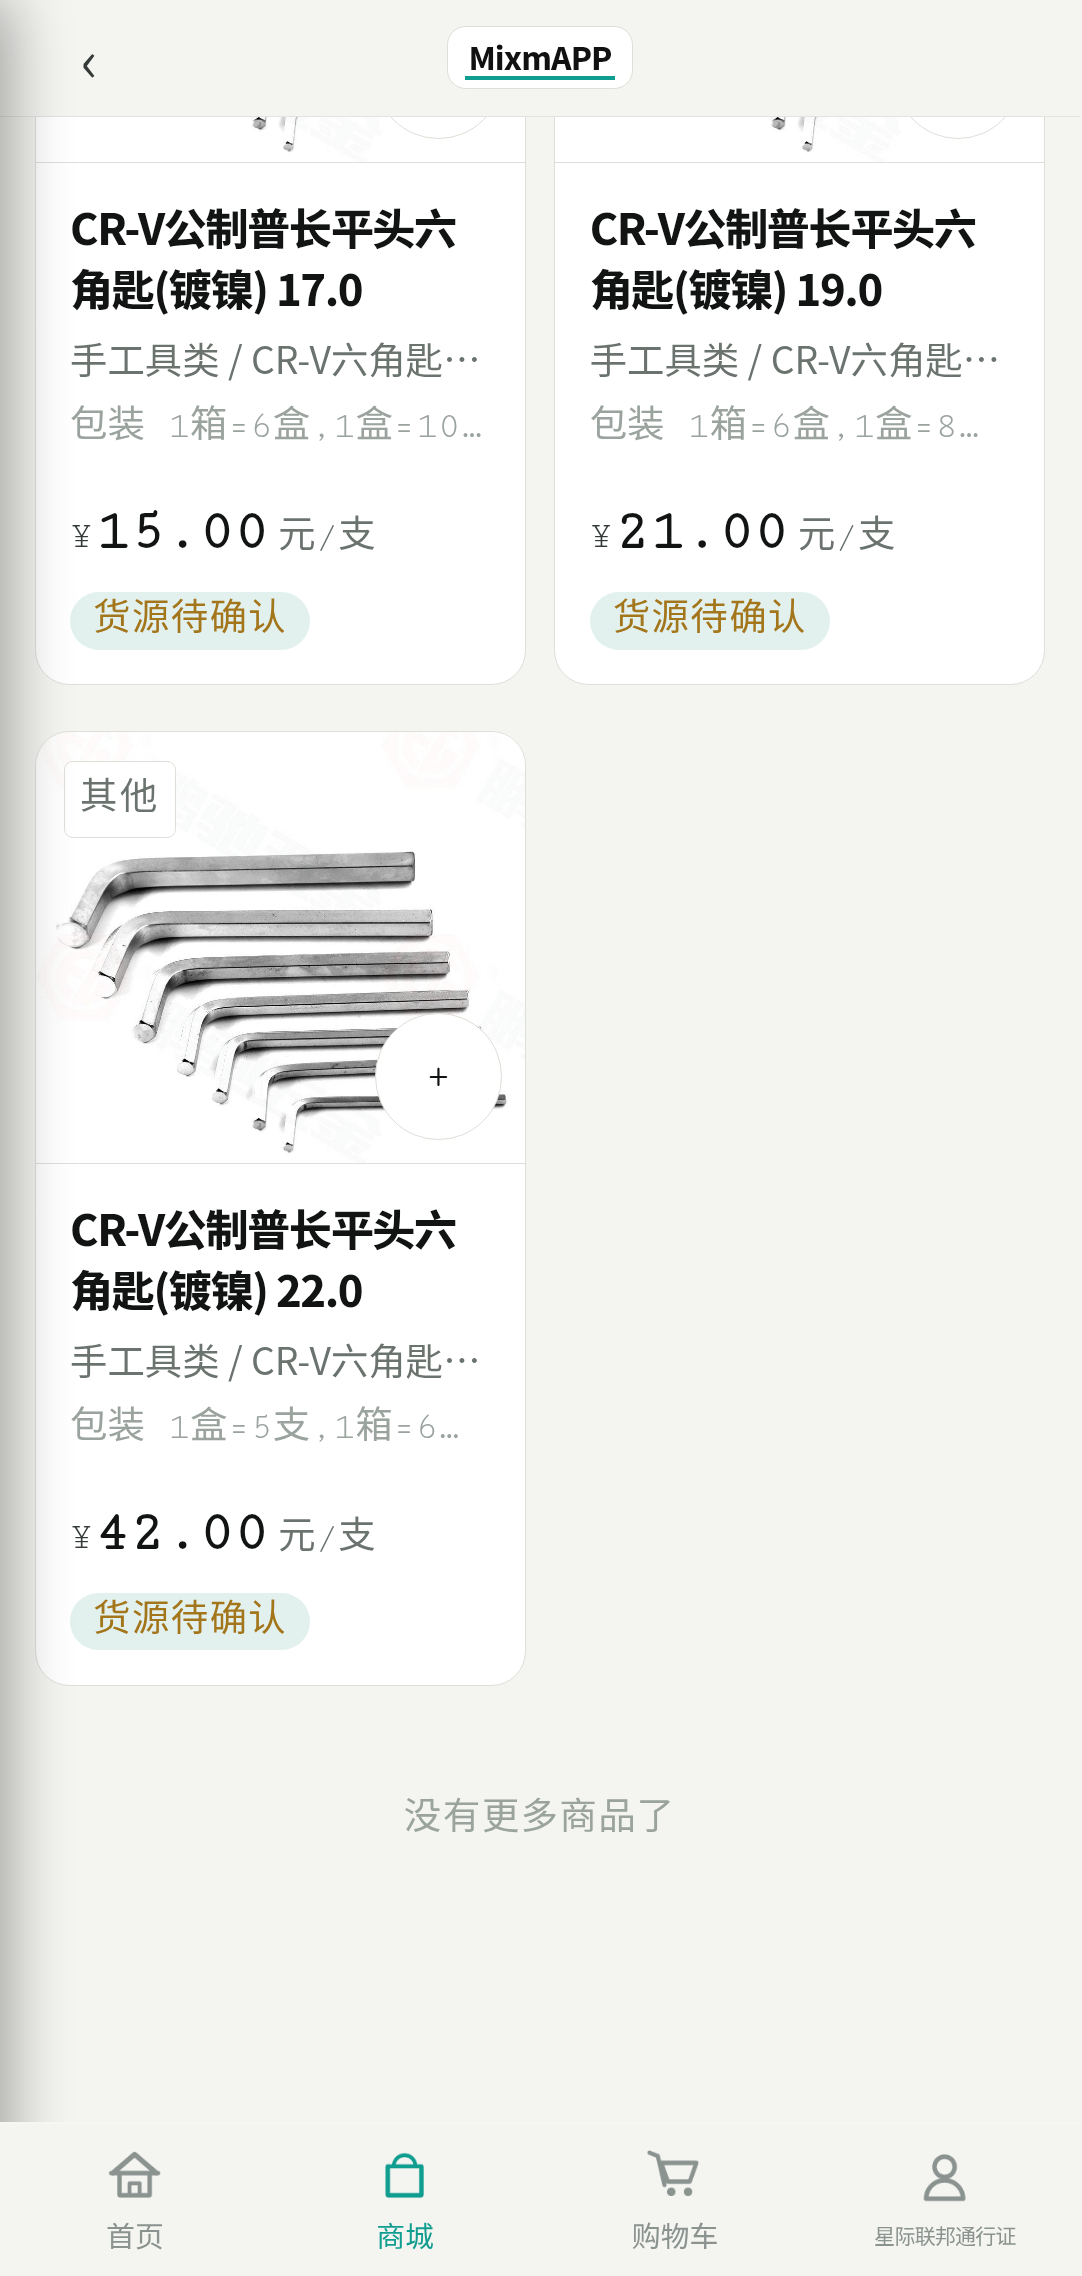 MixmAPP
CR-V公制普长平头六
角匙(镀镍) 17.0
手工具类 / CR-V六角匙…
包装 1箱=6盒,1盒=10…
¥15.00 元/支
货源待确认
CR-V公制普长平头六
角匙(镀镍) 19.0
手工具类 / CR-V六角匙…
包装 1箱=6盒,1盒=8…
¥21.00 元/支
货源待确认
其他
+
CR-V公制普长平头六
角匙(镀镍) 22.0
手工具类 / CR-V六角匙…
包装 1盒=5支,1箱=6…
¥42.00 元/支
货源待确认
没有更多商品了
首页
商城
购物车
星际联邦通行证